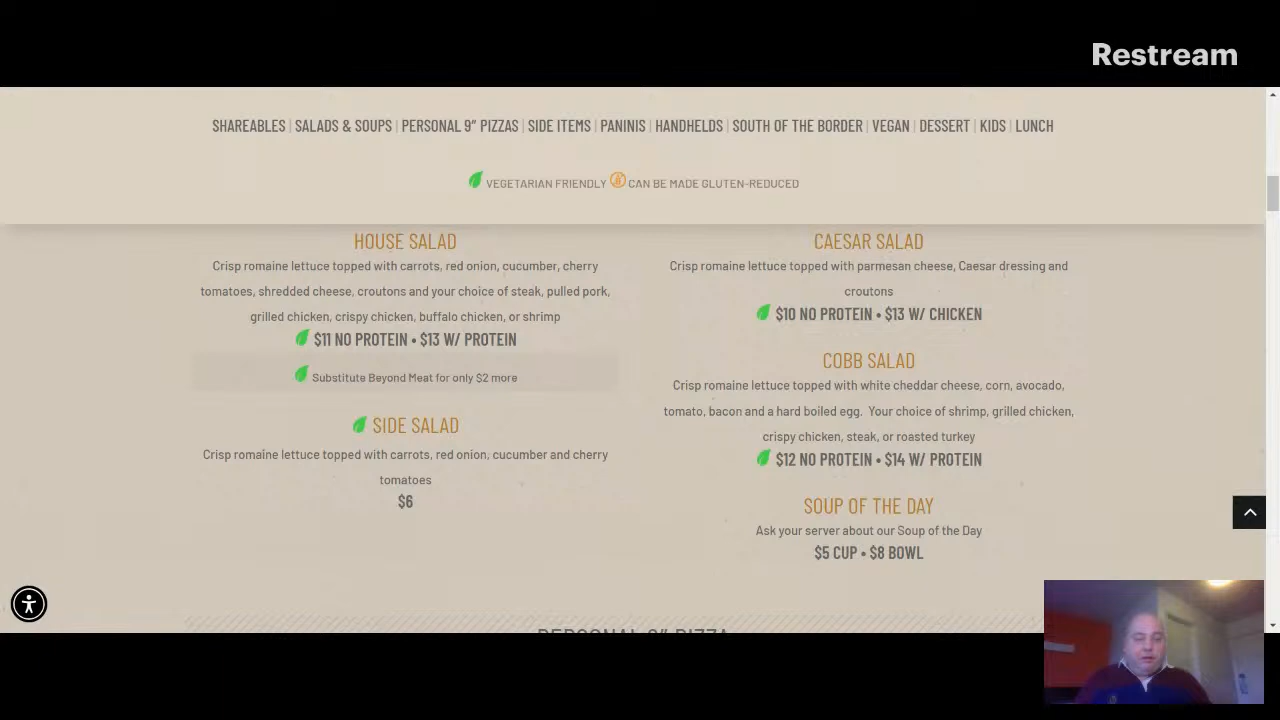 Restream
SHAREABLES | SALADS & SOUPS | PERSONAL 9" PIZZAS | SIDE ITEMS | PANINIS | HANDHELDS | SOUTH OF THE BORDER | VEGAN | DESSERT | KIDS | LUNCH
VEGETARIAN FRIENDLY CAN BE MADE GLUTEN-REDUCED
HOUSE SALAD
Crisp romaine lettuce topped with carrots, red onion, cucumber, cherry
tomatoes, shredded cheese, croutons and your choice of steak, pulled pork,
grilled chicken, crispy chicken, buffalo chicken, or shrimp
$11 NO PROTEIN • $13 W/ PROTEIN
Substitute Beyond Meat for only $2 more
SIDE SALAD
Crisp romaine lettuce topped with carrots, red onion, cucumber and cherry
tomatoes
$6
CAESAR SALAD
Crisp romaine lettuce topped with parmesan cheese, Caesar dressing and
croutons
$10 NO PROTEIN • $13 W/ CHICKEN
COBB SALAD
Crisp romaine lettuce topped with white cheddar cheese, corn, avocado,
tomato, bacon and a hard boiled egg. Your choice of shrimp, grilled chicken,
crispy chicken, steak, or roasted turkey
$12 NO PROTEIN • $14 W/ PROTEIN
SOUP OF THE DAY
Ask your server about our Soup of the Day
$5 CUP • $8 BOWL
PERSONAL 9" PIZZA